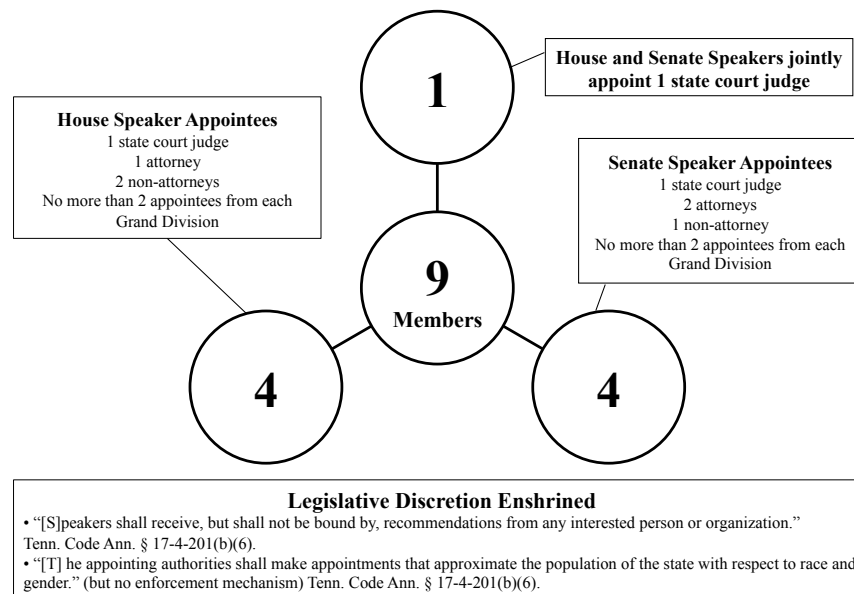 1
House and Senate Speakers jointly
appoint 1 state court judge
House Speaker Appointees
1 state court judge
1 attorney
2 non-attorneys
No more than 2 appointees from each
Grand Division
Senate Speaker Appointees
1 state court judge
2 attorneys
1 non-attorney
No more than 2 appointees from each
Grand Division
9
Members
4
4
Legislative Discretion Enshrined
• “[S]peakers shall receive, but shall not be bound by, recommendations from any interested person or organization.”
Tenn. Code Ann. § 17-4-201(b)(6).
• “[T] he appointing authorities shall make appointments that approximate the population of the state with respect to race and
gender.” (but no enforcement mechanism) Tenn. Code Ann. § 17-4-201(b)(6).